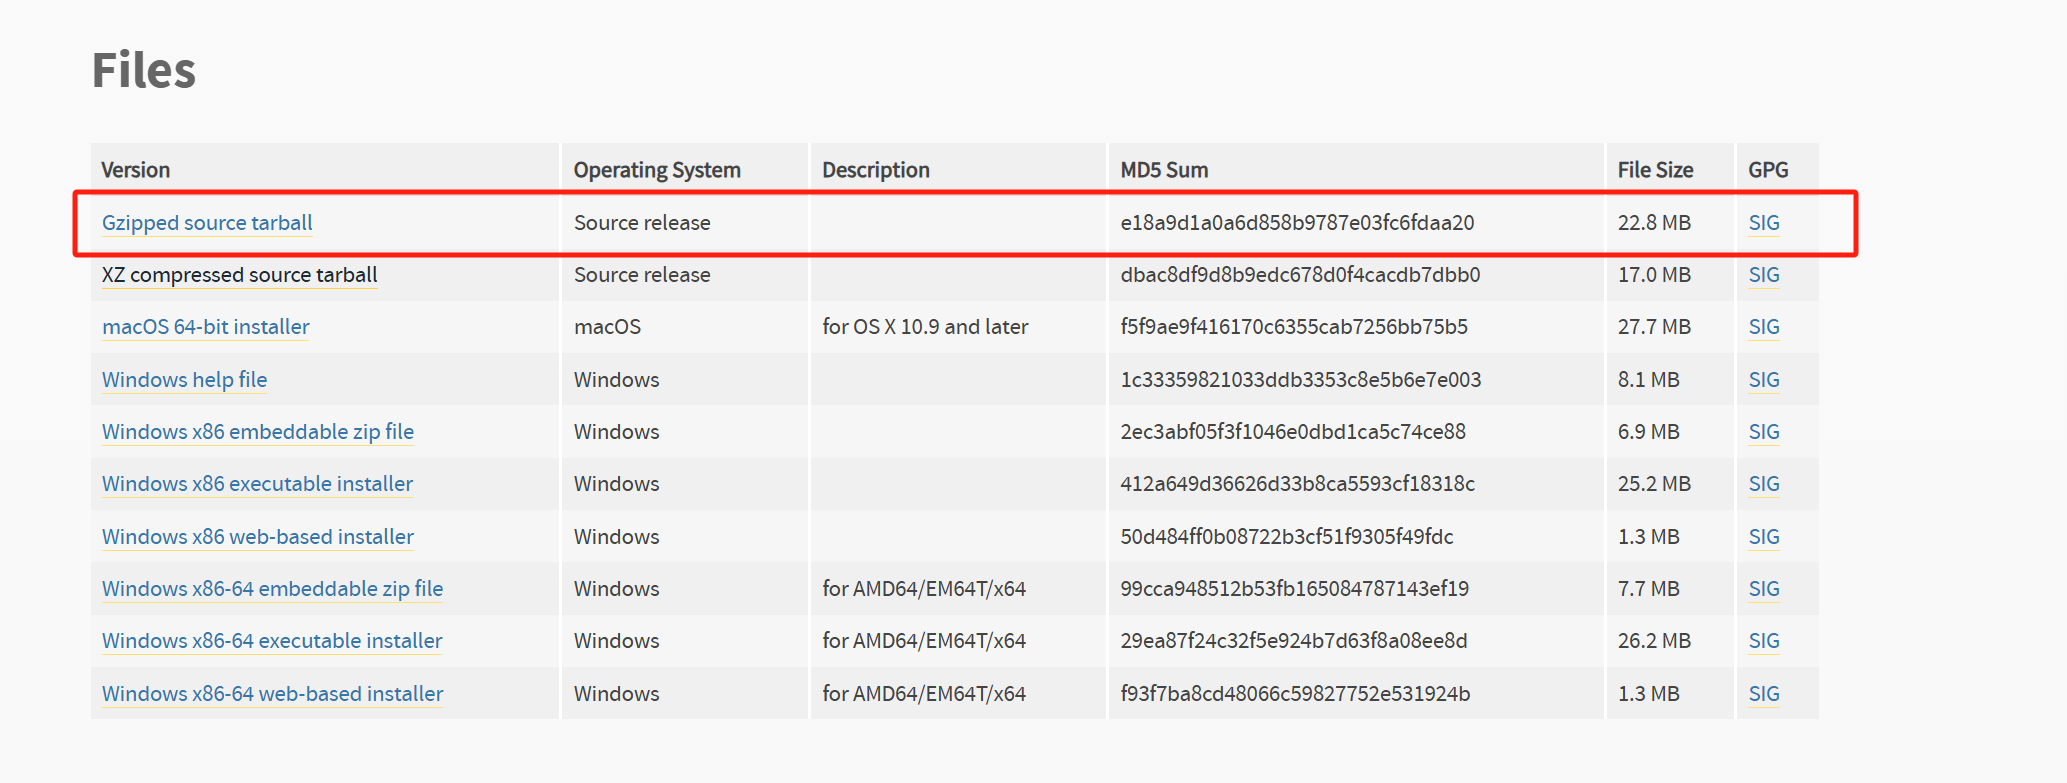 Files
Version Operating System Description MD5 Sum File Size GPG
Gzipped source tarball Source release e18a9d1a0a6d858b9787e03fc6fdaa20 22.8 MB SIG
XZ compressed source tarball Source release dbac8df9d8b9edc678d0f4cacdb7dbb0 17.0 MB SIG
macOS 64-bit installer macOS for OS X 10.9 and later f5f9ae9f416170c6355cab7256bb75b5 27.7 MB SIG
Windows help file Windows 1c33359821033ddb3353c8e5b6e7e003 8.1 MB SIG
Windows x86 embeddable zip file Windows 2ec3abf05f3f1046e0dbd1ca5c74ce88 6.9 MB SIG
Windows x86 executable installer Windows 412a649d36626d33b8ca5593cf18318c 25.2 MB SIG
Windows x86 web-based installer Windows 50d484ff0b08722b3cf51f9305f49fdc 1.3 MB SIG
Windows x86-64 embeddable zip file Windows for AMD64/EM64T/x64 99cca948512b53fb165084787143ef19 7.7 MB SIG
Windows x86-64 executable installer Windows for AMD64/EM64T/x64 29ea87f24c32f5e924b7d63f8a08ee8d 26.2 MB SIG
Windows x86-64 web-based installer Windows for AMD64/EM64T/x64 f93f7ba8cd48066c59827752e531924b 1.3 MB SIG